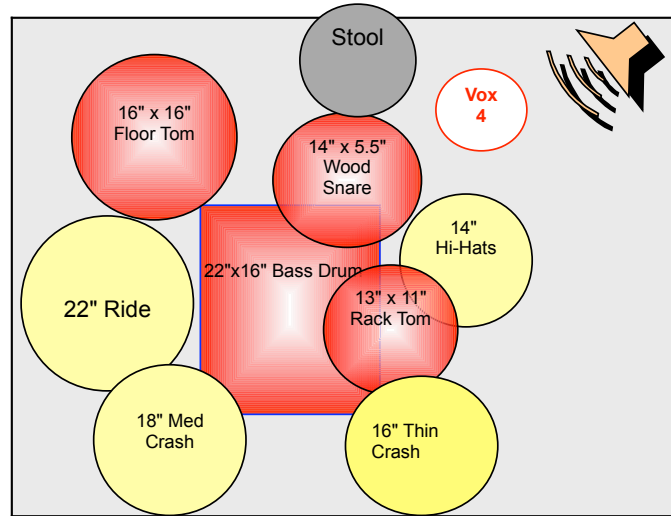 Stool
Vox
4
16" x 16"
Floor Tom
14" x 5.5"
Wood
Snare
14"
Hi-Hats
22"x16" Bass Drum
22" Ride
13" x 11"
Rack Tom
18" Med
Crash
16" Thin
Crash